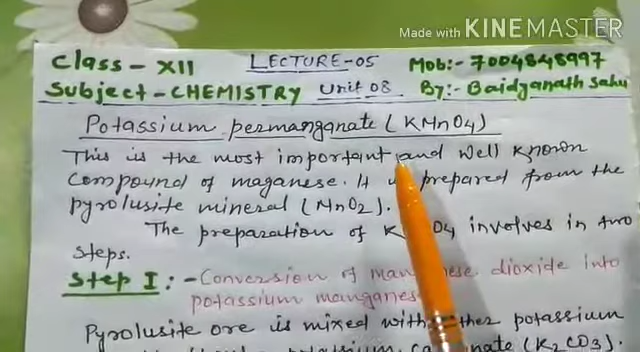 Made with KINEMASTER
Class - XII LECTURE-05 Mob:- 7004848997
Subject - CHEMISTRY Unit 08 By:- Baidyanath Sahu
Potassium permanganate (KMnO4)
This is the most important and well known
compound of maganese. It prepared from the
pyrolusite mineral (MnO2).
The preparation of K O4 involves in two
steps.
Step I :- Conversion of dioxide into
potassium
Pyrolusite ore is mixed with potassium
(K2CO3).